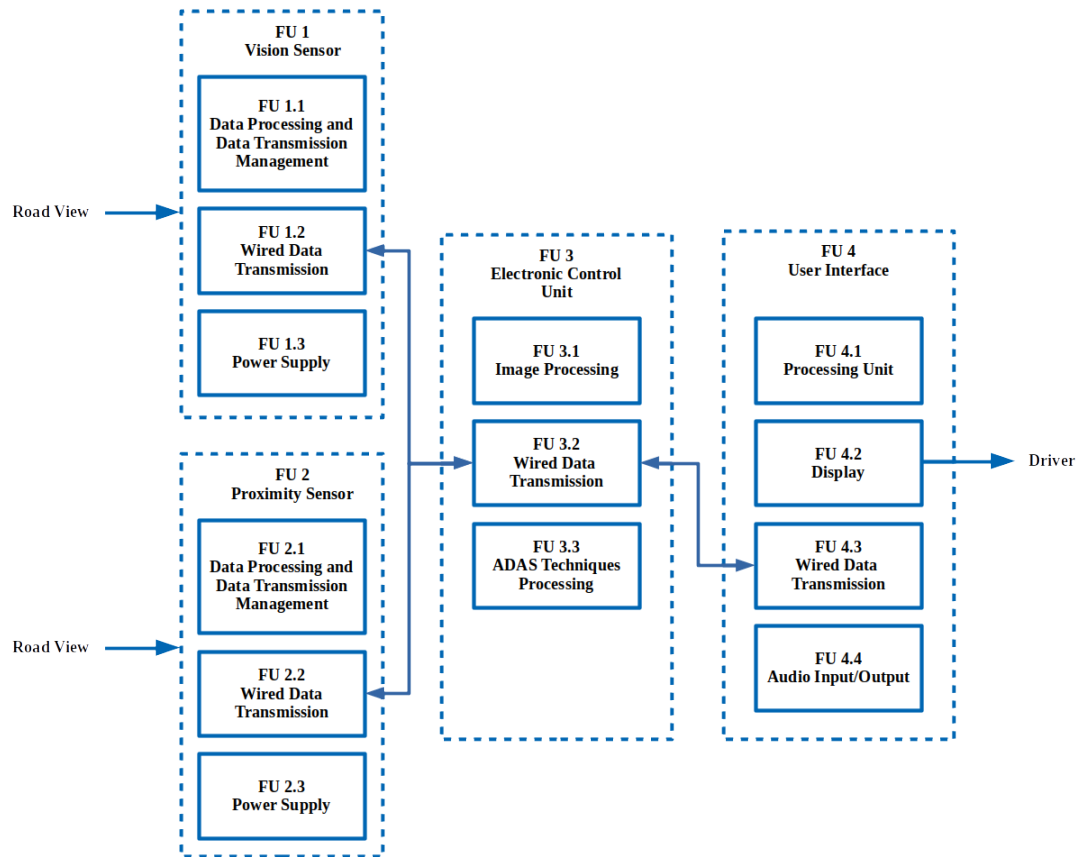 FU 1
Vision Sensor
FU 1.1
Data Processing and
Data Transmission
Management
Road View
FU 1.2
Wired Data
Transmission
FU 1.3
Power Supply
FU 2
Proximity Sensor
FU 2.1
Data Processing and
Data Transmission
Management
Road View
FU 2.2
Wired Data
Transmission
FU 2.3
Power Supply
FU 3
Electronic Control
Unit
FU 3.1
Image Processing
FU 3.2
Wired Data
Transmission
FU 3.3
ADAS Techniques
Processing
FU 4
User Interface
FU 4.1
Processing Unit
FU 4.2
Display
Driver
FU 4.3
Wired Data
Transmission
FU 4.4
Audio Input/Output